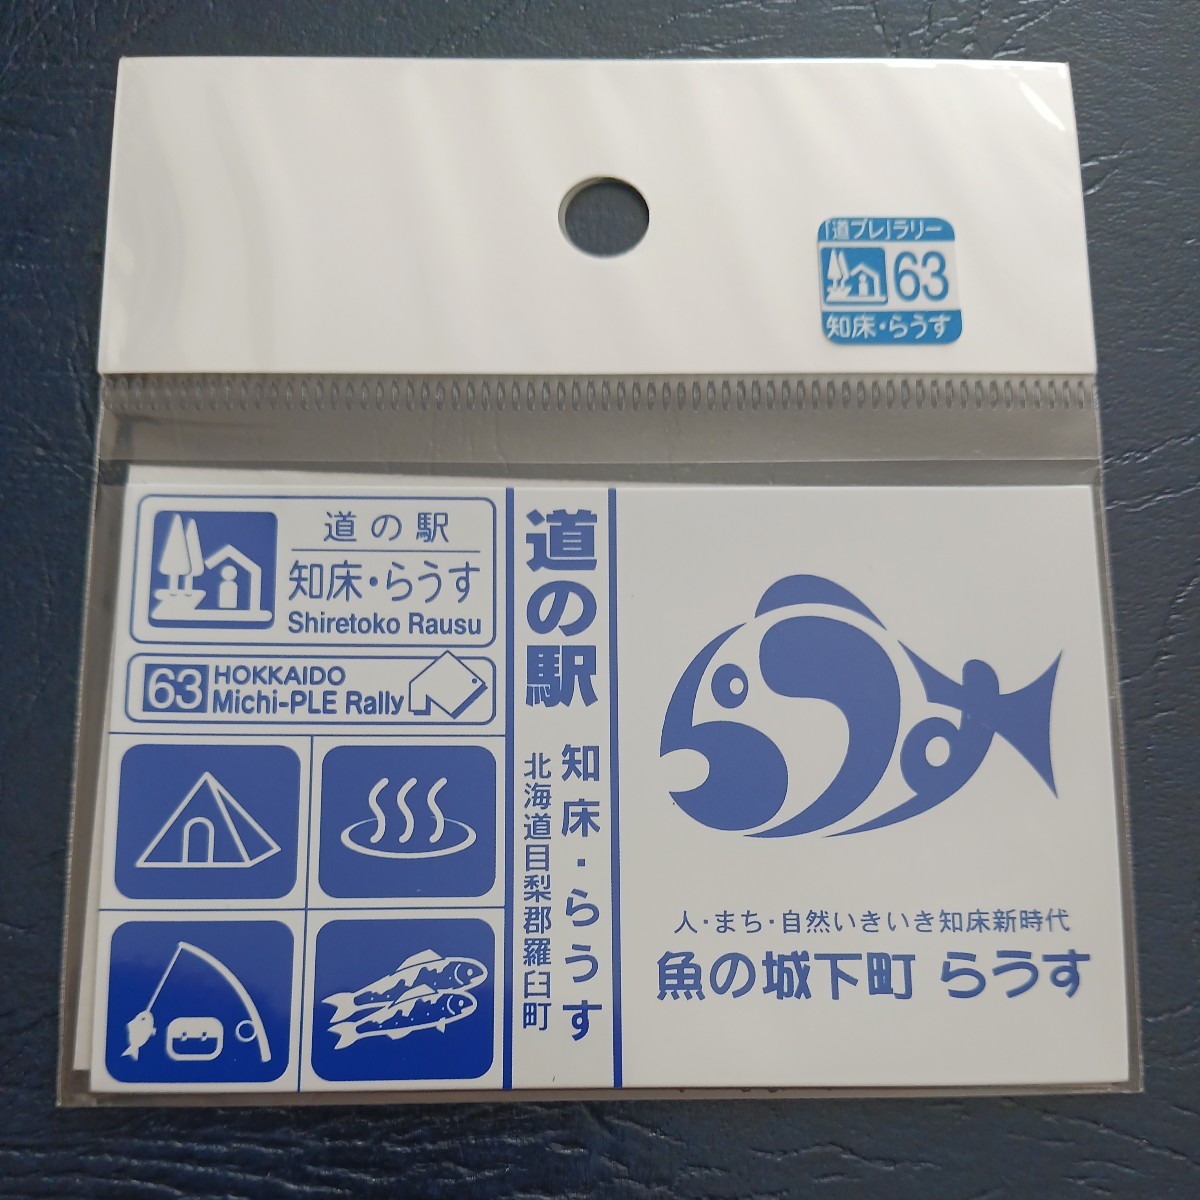 「道プレ」ラリー
63
知床・らうす
道の駅
知床・らうす
Shiretoko Rausu
63
HOKKAIDO
Michi-PLE Rally
道の駅 知床・らうす
北海道目梨郡羅臼町
らうす
人・まち・自然いきいき知床新時代
魚の城下町 らうす